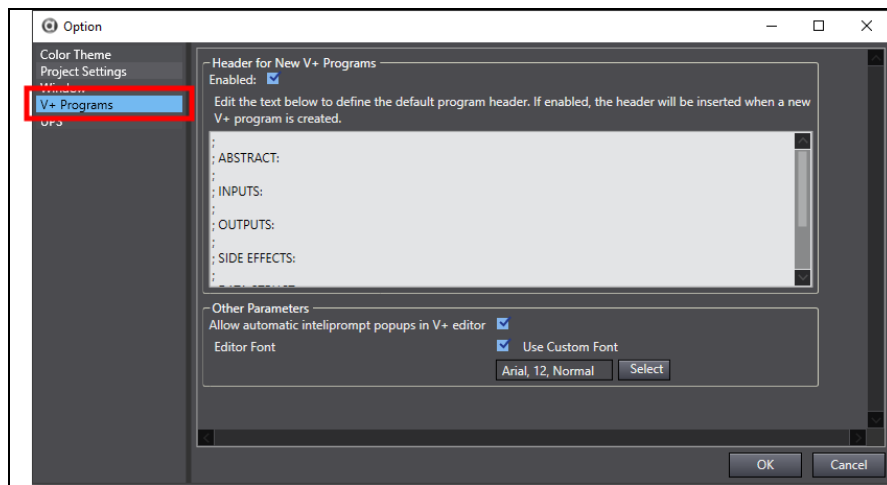 Option
Color Theme
Project Settings
Window
V+ Programs
UPS
Header for New V+ Programs
Enabled:
Edit the text below to define the default program header. If enabled, the header will be inserted when a new
V+ program is created.
;
; ABSTRACT:
;
; INPUTS:
;
; OUTPUTS:
;
; SIDE EFFECTS:
;
Other Parameters
Allow automatic inteliprompt popups in V+ editor
Editor Font
Use Custom Font
Arial, 12, Normal
Select
OK
Cancel